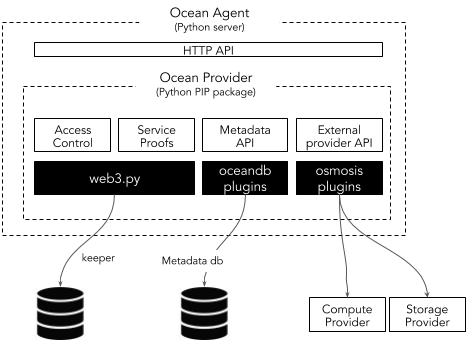 Ocean Agent
(Python server)
HTTP API
Ocean Provider
(Python PIP package)
Access
Control
Service
Proofs
Metadata
API
External
provider API
web3.py
oceandb
plugins
osmosis
plugins
keeper
Metadata db
Compute
Provider
Storage
Provider